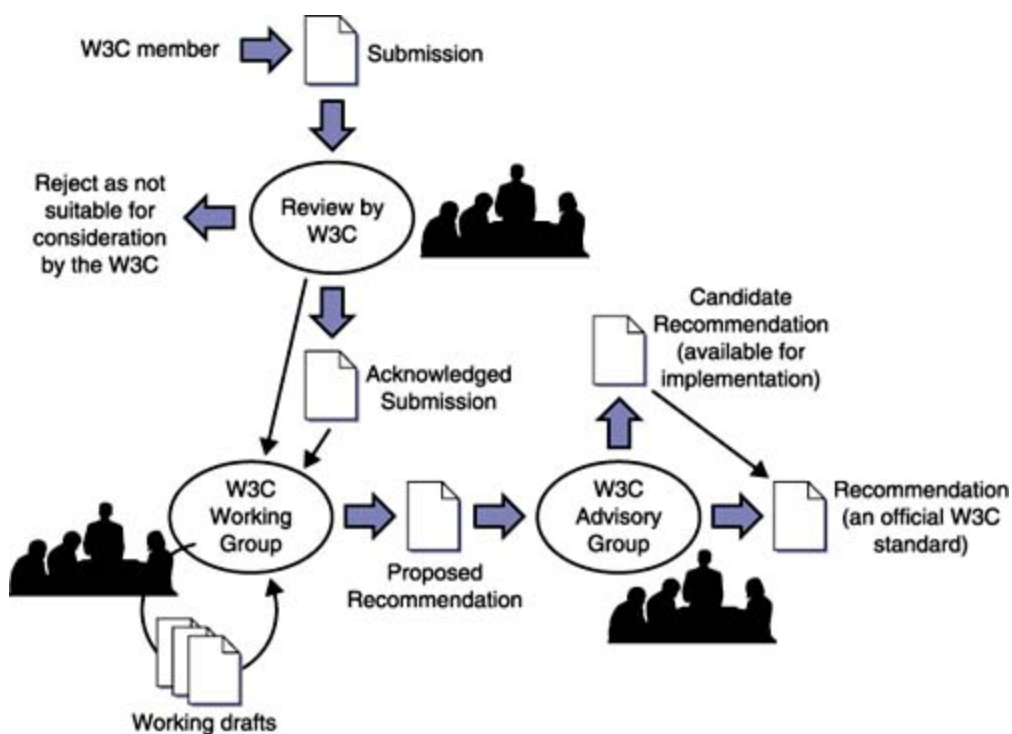 W3C member
Submission
Reject as not
suitable for
consideration
by the W3C
Review by
W3C
Candidate
Recommendation
(available for
implementation)
Acknowledged
Submission
W3C
Working
Group
Proposed
Recommendation
W3C
Advisory
Group
Recommendation
(an official W3C
standard)
Working drafts